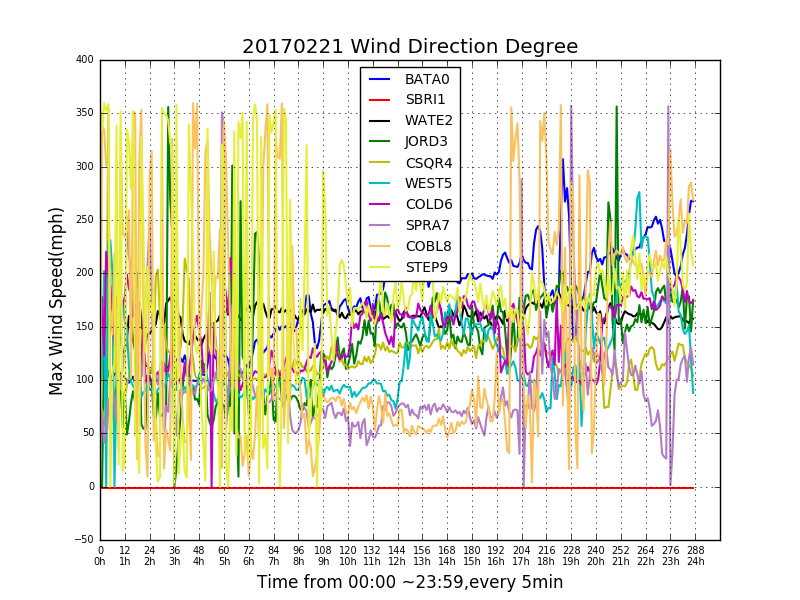 20170221 Wind Direction Degree
Max Wind Speed(mph)
400
350
300
250
200
150
100
50
0
−50
BATA0
SBRI1
WATE2
JORD3
CSQR4
WEST5
COLD6
SPRA7
COBL8
STEP9
0 12 24 36 48 60 72 84 96 108 120 132 144 156 168 180 192 204 216 228 240 252 264 276 288
0h 1h 2h 3h 4h 5h 6h 7h 8h 9h 10h 11h 12h 13h 14h 15h 16h 17h 18h 19h 20h 21h 22h 23h 24h
Time from 00:00 ~23:59,every 5min